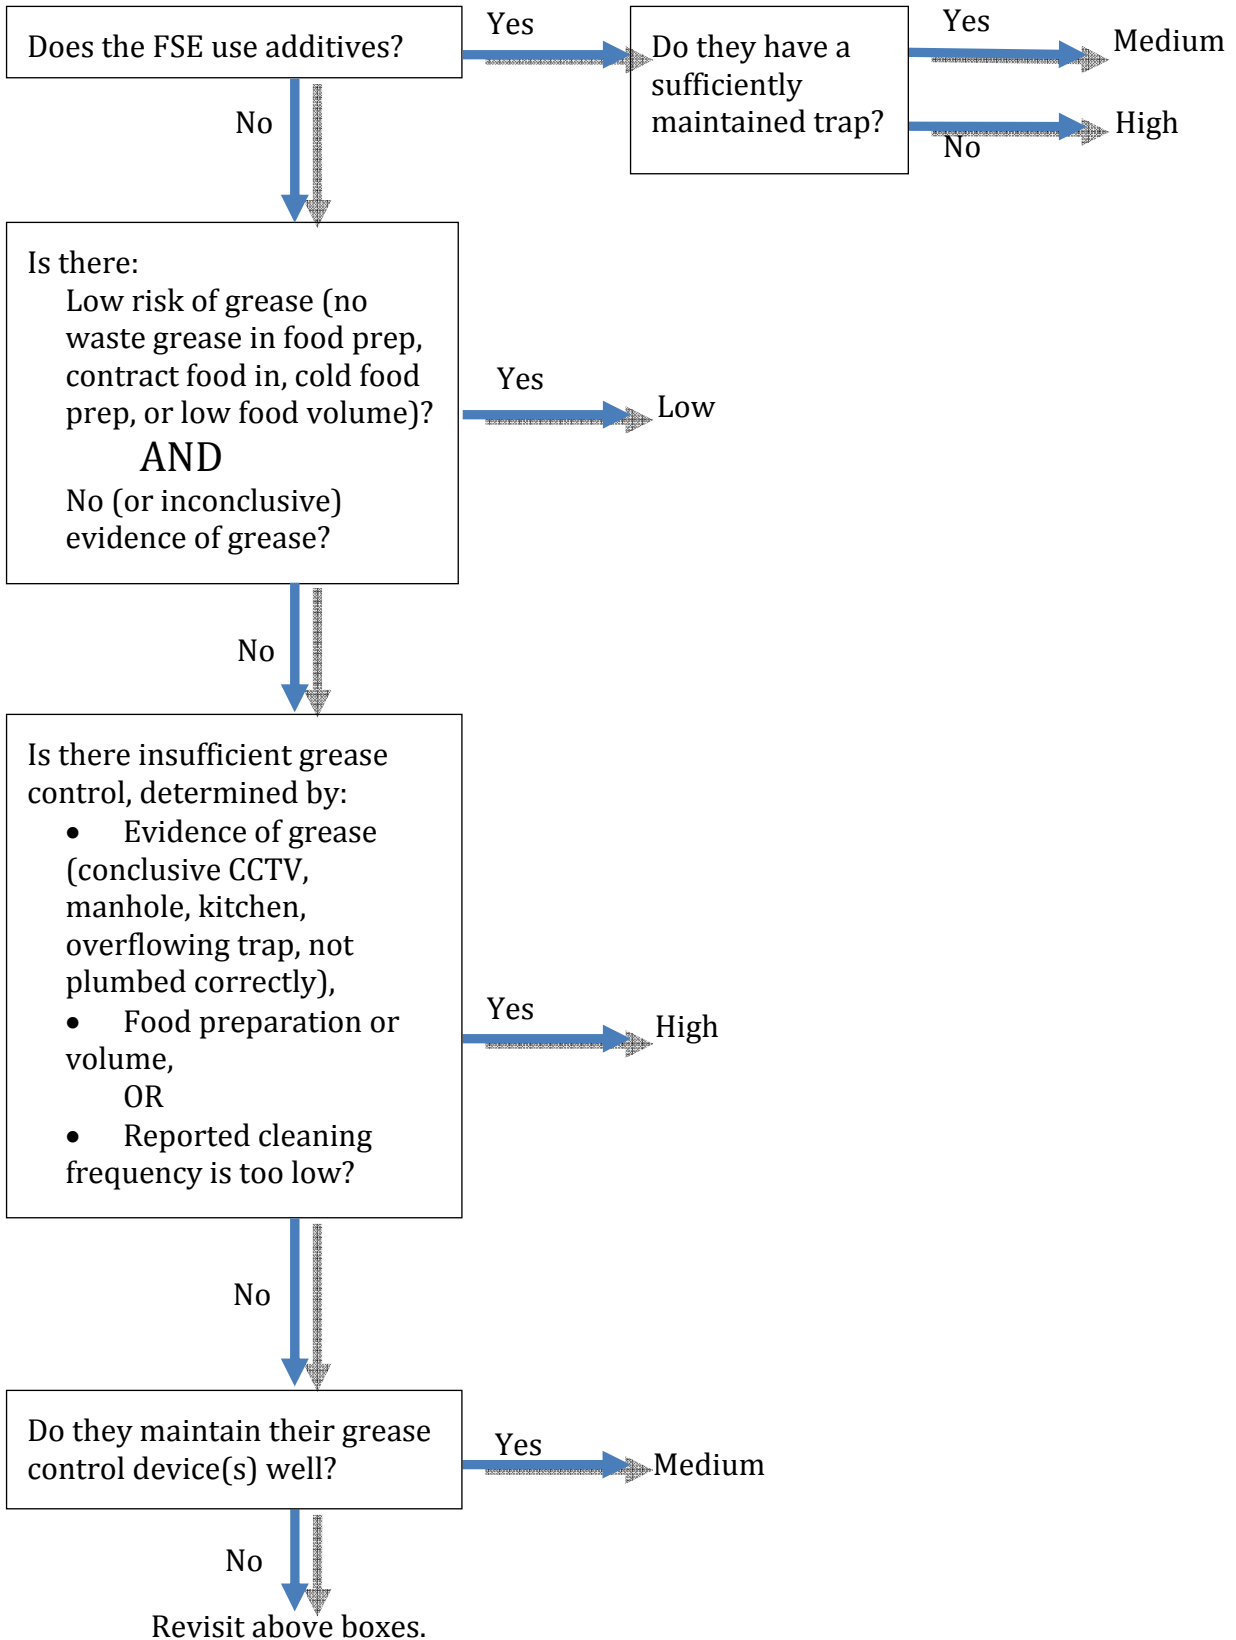 Does the FSE use additives?
Yes
Do they have a
sufficiently
maintained trap?
Yes
Medium
No
High
No
Is there:
Low risk of grease (no
waste grease in food prep,
contract food in, cold food
prep, or low food volume)?
AND
No (or inconclusive)
evidence of grease?
Yes
Low
No
Is there insufficient grease
control, determined by:
• Evidence of grease
(conclusive CCTV,
manhole, kitchen,
overflowing trap, not
plumbed correctly),
• Food preparation or
volume,
OR
• Reported cleaning
frequency is too low?
Yes
High
No
Do they maintain their grease
control device(s) well?
Yes
Medium
No
Revisit above boxes.